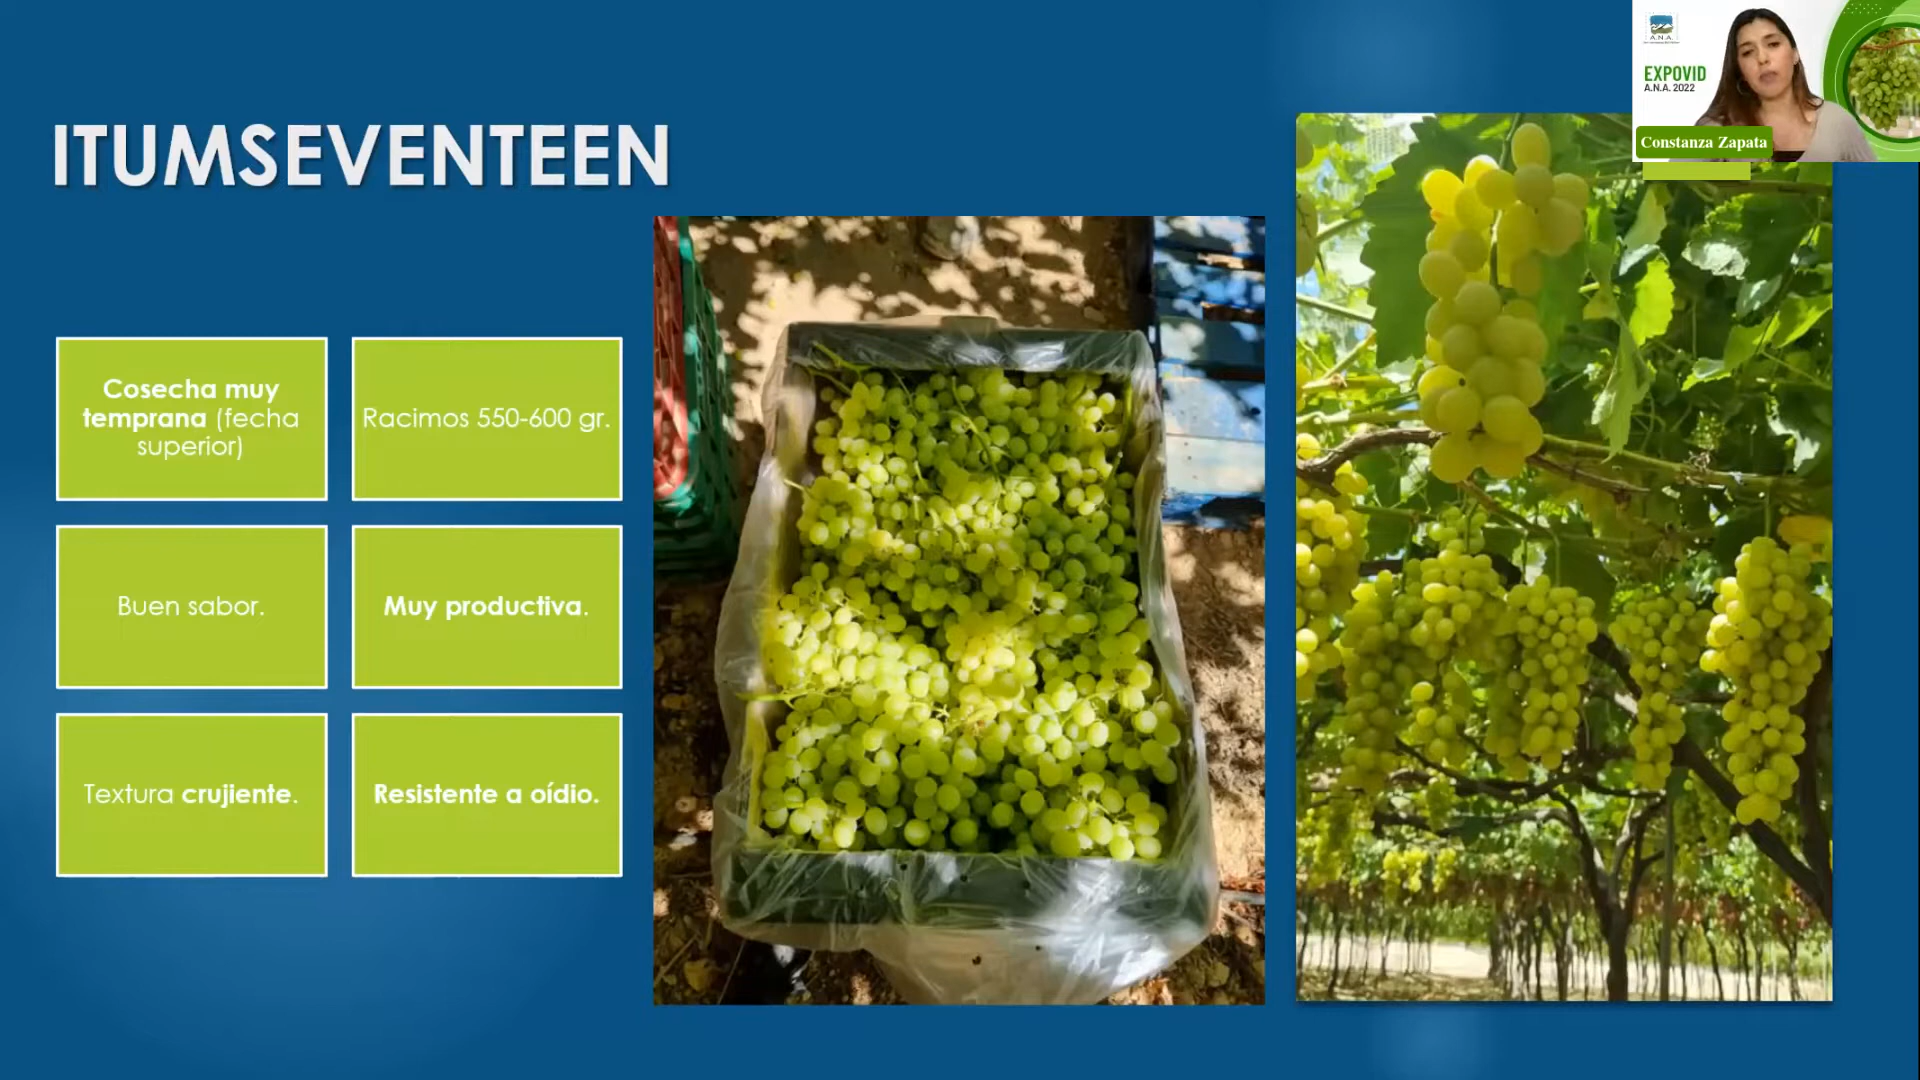 ITUMSEVENTEEN
Cosecha muy
temprana (fecha
superior)
Racimos 550-600 gr.
Buen sabor.
Muy productiva.
Textura crujiente.
Resistente a oídio.
A.N.A.
EXPOVID
A.N.A. 2022
Constanza Zapata